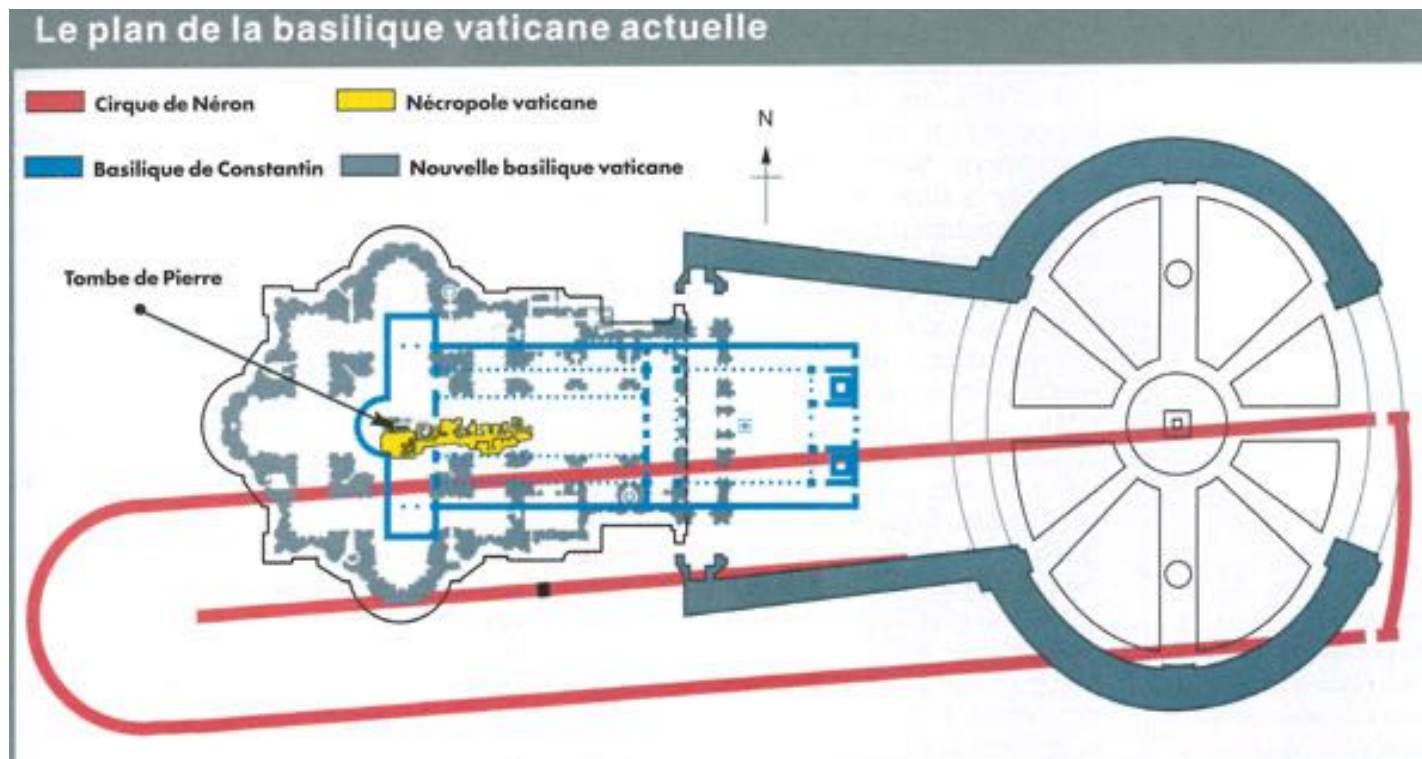 Le plan de la basilique vaticane actuelle
Cirque de Néron
Nécropole vaticane
Basilique de Constantin
Nouvelle basilique vaticane
N
Tombe de Pierre